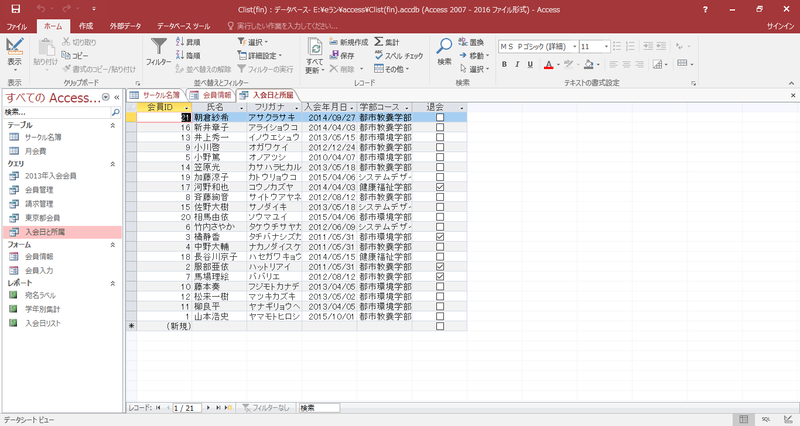 Clist(fin) : データベース- E:¥eラン¥access¥Clist(fin).accdb (Access 2007 - 2016 ファイル形式) - Access
サインイン
ファイル ホーム 作成 外部データ データベース ツール 実行したい作業を入力してください...
表示 貼り付け 切り取り コピー 書式のコピー/貼り付け
フィルター 昇順 降順 並べ替えの解除 選択 詳細設定 フィルターの実行
すべて更新 新規作成 保存 削除 集計 スペル チェック その他
検索 置換 移動 選択
MS Pゴシック (詳細) 11
B I U A
表示 クリップボード 並べ替えとフィルター レコード 検索 テキストの書式設定
すべての Access...
検索...
テーブル
サークル名簿
月会費
クエリ
2013年入会会員
会員管理
請求管理
東京都会員
入会日と所属
フォーム
会員情報
会員入力
レポート
宛名ラベル
学年別集計
入会日リスト
サークル名簿 会員情報 入会日と所属
会員ID 氏名 フリガナ 入会年月日 学部コース 退会
21 朝倉紗希 アサクラサキ 2014/09/27 都市教養学部
16 新井章子 アライショウコ 2014/04/03 都市環境学部
13 井上秀一 イノウエシュウ 2013/05/15 都市環境学部
9 小川啓 オガワケイ 2012/12/24 都市環境学部
5 小野篤 オノアツシ 2010/04/07 都市教養学部
14 笠原光 カサハラヒカル 2013/05/18 都市教養学部
19 加藤涼子 カトウリョウコ 2015/04/06 システムデザー
17 河野和也 コウノカズヤ 2014/04/03 健康福祉学部
8 斉藤絢音 サイトウアヤネ 2012/08/12 都市教養学部
15 佐野大樹 サノダイキ 2013/05/18 システムデザー
20 相馬由依 ソウマユイ 2015/04/06 都市環境学部
6 竹内さやか タケウチサヤカ 2012/06/09 システムデザー
3 橘静香 タチバナシズカ 2011/05/31 都市環境学部
4 中野大輔 ナカノダイスケ 2011/05/31 都市教養学部
18 長谷川京子 ハセガワキョウ 2014/05/15 健康福祉学部
2 服部亜依 ハットリアイ 2011/05/31 都市教養学部
7 馬場理絵 ババリエ 2012/08/12 都市教養学部
10 藤本奏 フジモトカナデ 2013/04/05 都市環境学部
12 松来一樹 マツキカズキ 2013/05/02 都市環境学部
11 柳良平 ヤナギリョウヘ 2013/04/05 都市環境学部
1 山本浩史 ヤマモトヒロシ 2015/10/01 都市教養学部
(新規)
レコード: 1 / 21 フィルターなし 検索
データシート ビュー
SQL